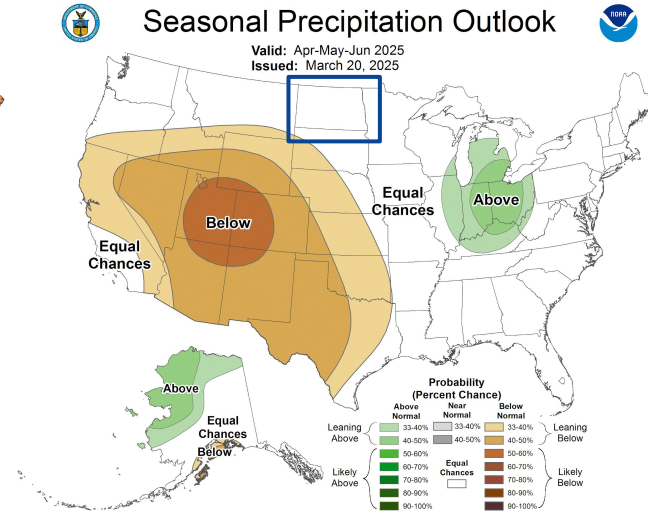 Seasonal Precipitation Outlook
Valid: Apr-May-Jun 2025
Issued: March 20, 2025
NOAA
Equal
Chances
Above
Below
Equal
Chances
Above
Equal
Chances
Below
Probability
(Percent Chance)
Above
Normal
Near
Normal
Below
Normal
Leaning
Above
33-40%
40-50%
33-40%
40-50%
33-40%
40-50%
Leaning
Below
Likely
Above
50-60%
60-70%
70-80%
80-90%
90-100%
Equal
Chances
50-60%
60-70%
70-80%
80-90%
90-100%
Likely
Below